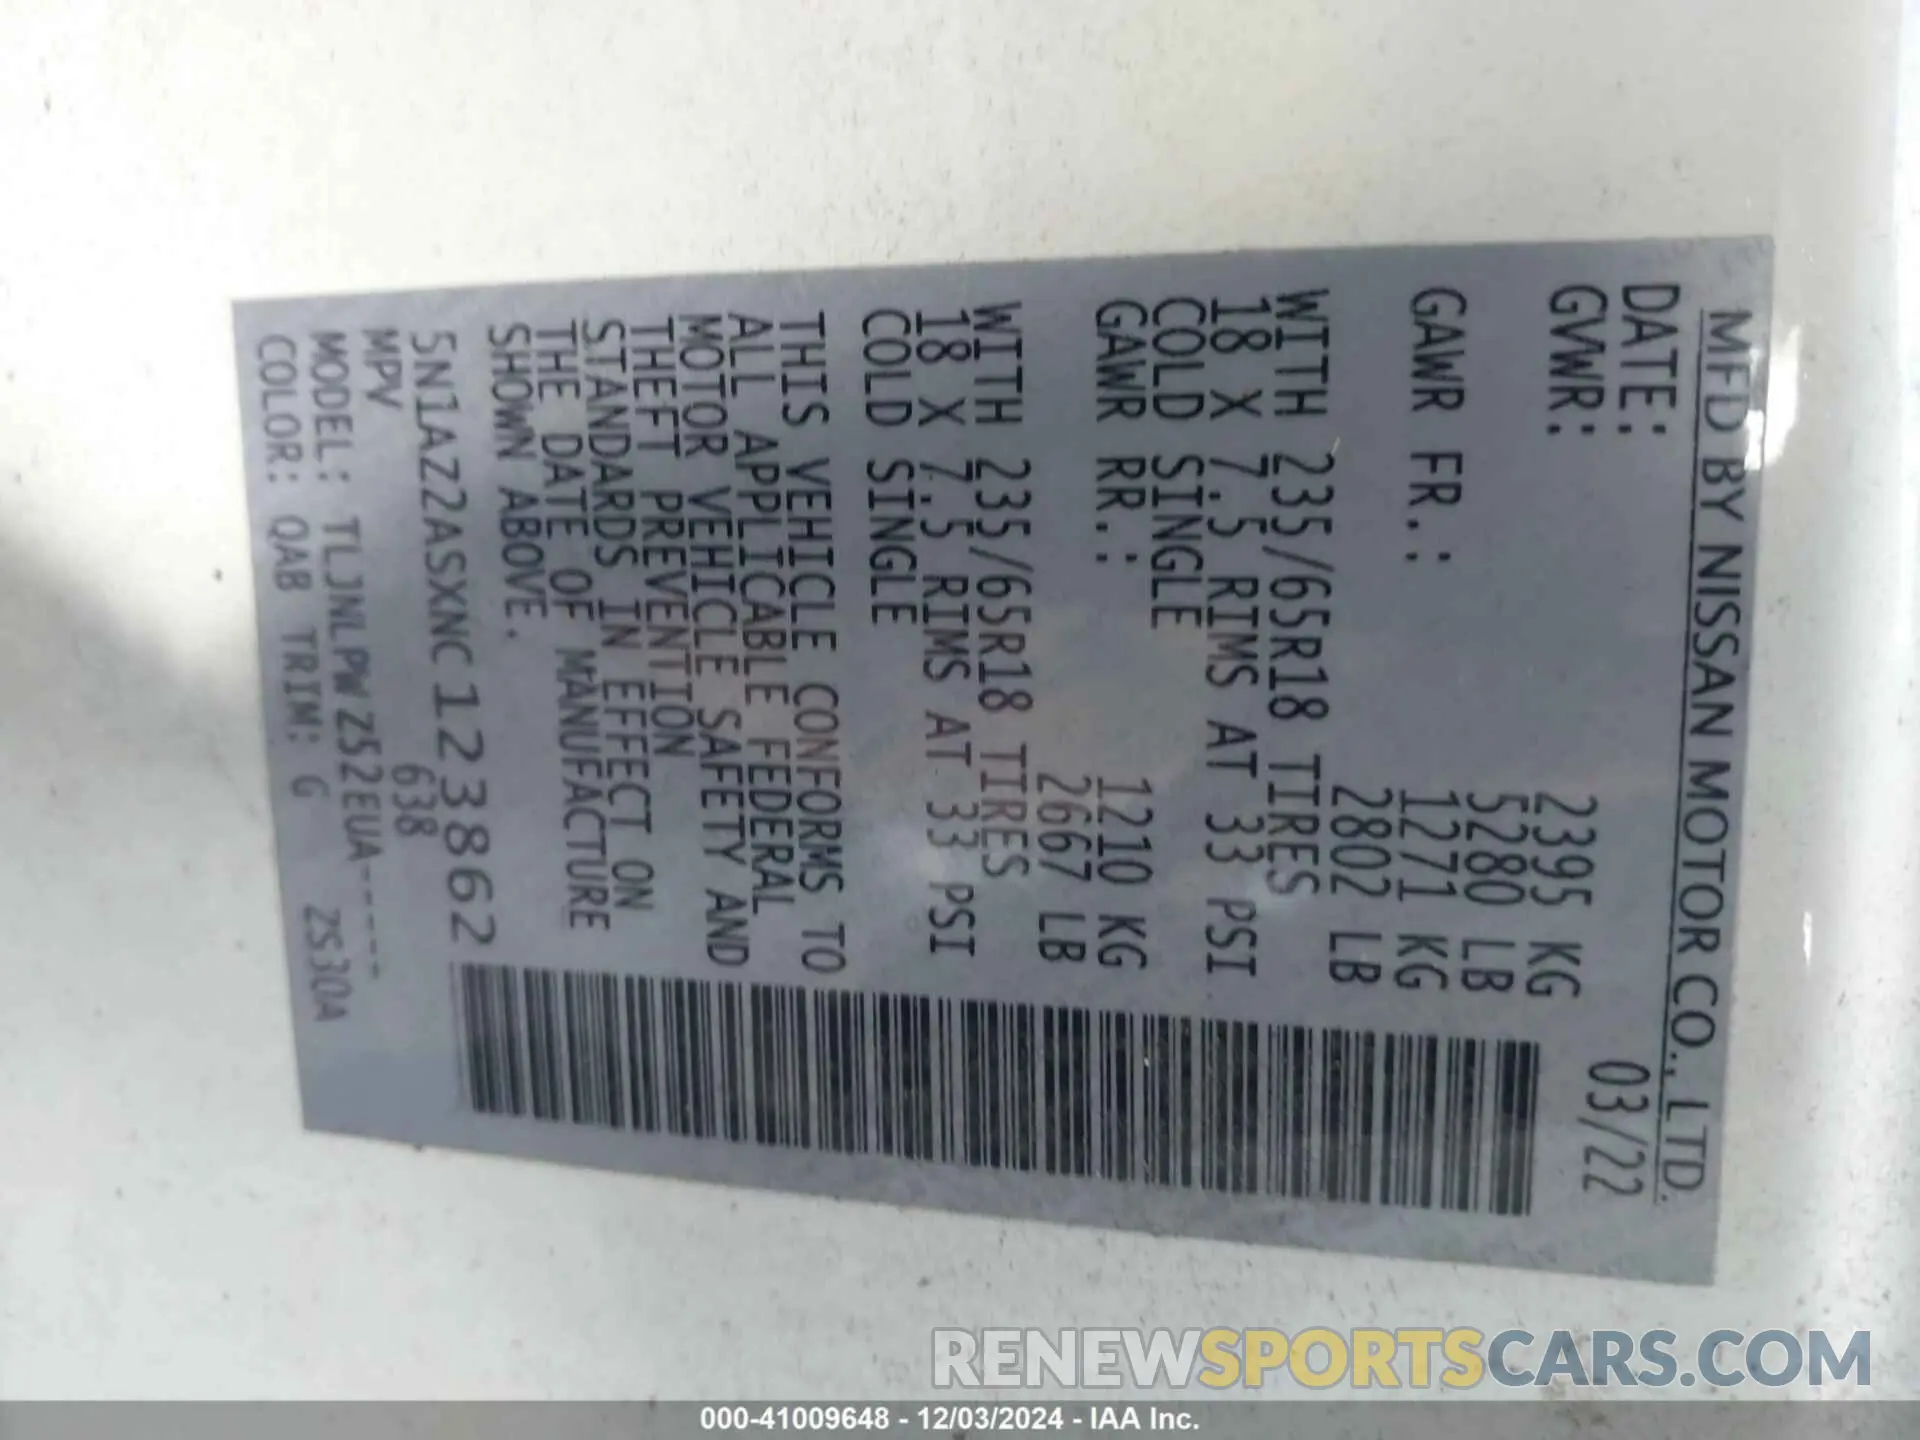 MFD BY NISSAN MOTOR CO., LTD.
DATE: 03/22
GVWR: 2395 KG
5280 LB
GAWR FR.: 1271 KG
2802 LB
WITH 235/65R18 TIRES
18 X 7.5 RIMS AT 33 PSI
COLD SINGLE
GAWR RR.: 1210 KG
2667 LB
WITH 235/65R18 TIRES
18 X 7.5 RIMS AT 33 PSI
COLD SINGLE
THIS VEHICLE CONFORMS TO
ALL APPLICABLE FEDERAL
MOTOR VEHICLE SAFETY AND
THEFT PREVENTION
STANDARDS IN EFFECT ON
THE DATE OF MANUFACTURE
SHOWN ABOVE.
5N1AZ2ASXNC123862
MPV 638
MODEL: TLJNLPWZ52EUA-----
COLOR: QAB TRIM: G 2S30A
RENEWSPORTSCARS.COM
000-41009648 - 12/03/2024 - IAA Inc.